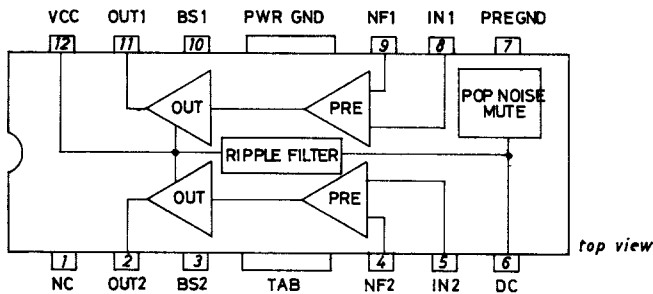 VCC OUT1 BS1 PWR GND NF1 IN1 PREGND
12 11 10 9 8 7
OUT PRE POP NOISE
MUTE
RIPPLE FILTER
OUT PRE
top view
1 2 3 4 5 6
NC OUT2 BS2 TAB NF2 IN2 DC